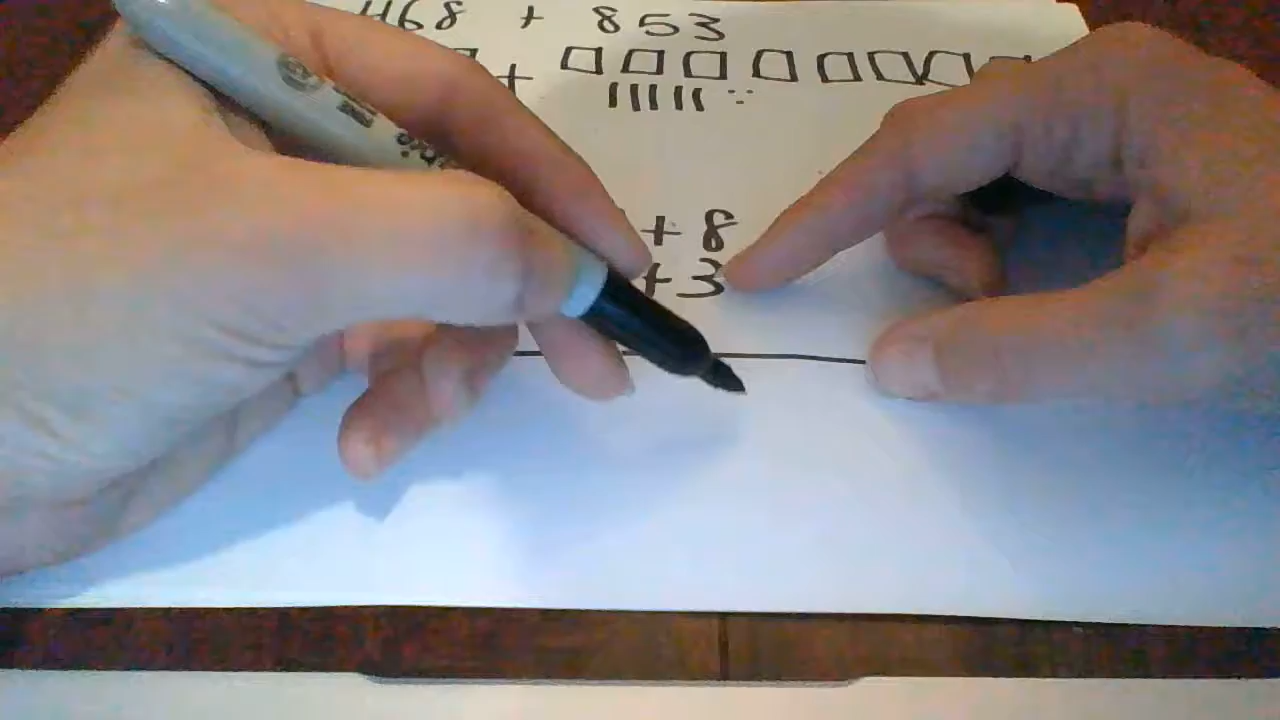 468 + 853
+
+ 8
+ 3